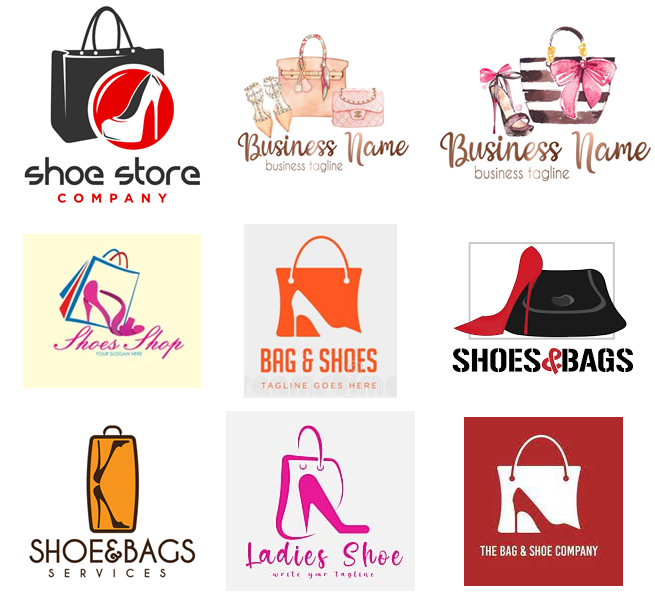 shoe store
COMPANY
Business Name
business tagline
Business Name
business tagline
Shoes Shop
YOUR SLOGAN HERE
BAG & SHOES
TAGLINE GOES HERE
SHOES&BAGS
SHOE&BAGS
SERVICES
Ladies Shoe
write your tagline
THE BAG & SHOE COMPANY